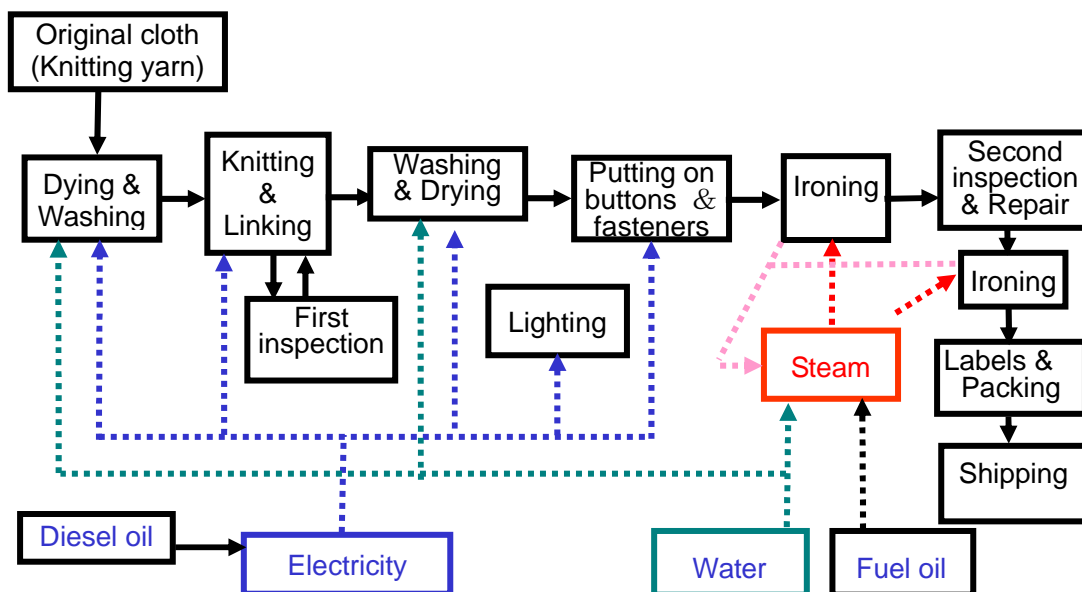 Original cloth
(Knitting yarn)
Dying &
Washing
Knitting
&
Linking
First
inspection
Washing
& Drying
Putting on
buttons &
fasteners
Lighting
Ironing
Second
inspection
& Repair
Ironing
Steam
Labels &
Packing
Shipping
Diesel oil
Electricity
Water
Fuel oil